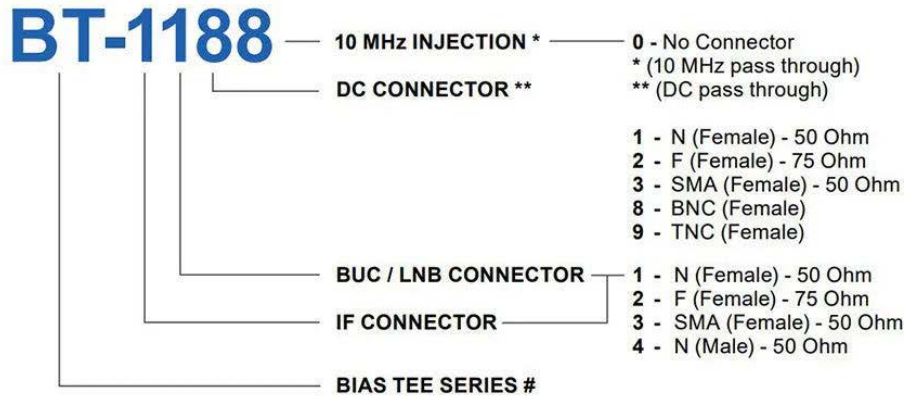 BT-1188
10 MHz INJECTION *
0 - No Connector
* (10 MHz pass through)
DC CONNECTOR **
** (DC pass through)
1 - N (Female) - 50 Ohm
2 - F (Female) - 75 Ohm
3 - SMA (Female) - 50 Ohm
8 - BNC (Female)
9 - TNC (Female)
BUC / LNB CONNECTOR
1 - N (Female) - 50 Ohm
2 - F (Female) - 75 Ohm
IF CONNECTOR
3 - SMA (Female) - 50 Ohm
4 - N (Male) - 50 Ohm
BIAS TEE SERIES #